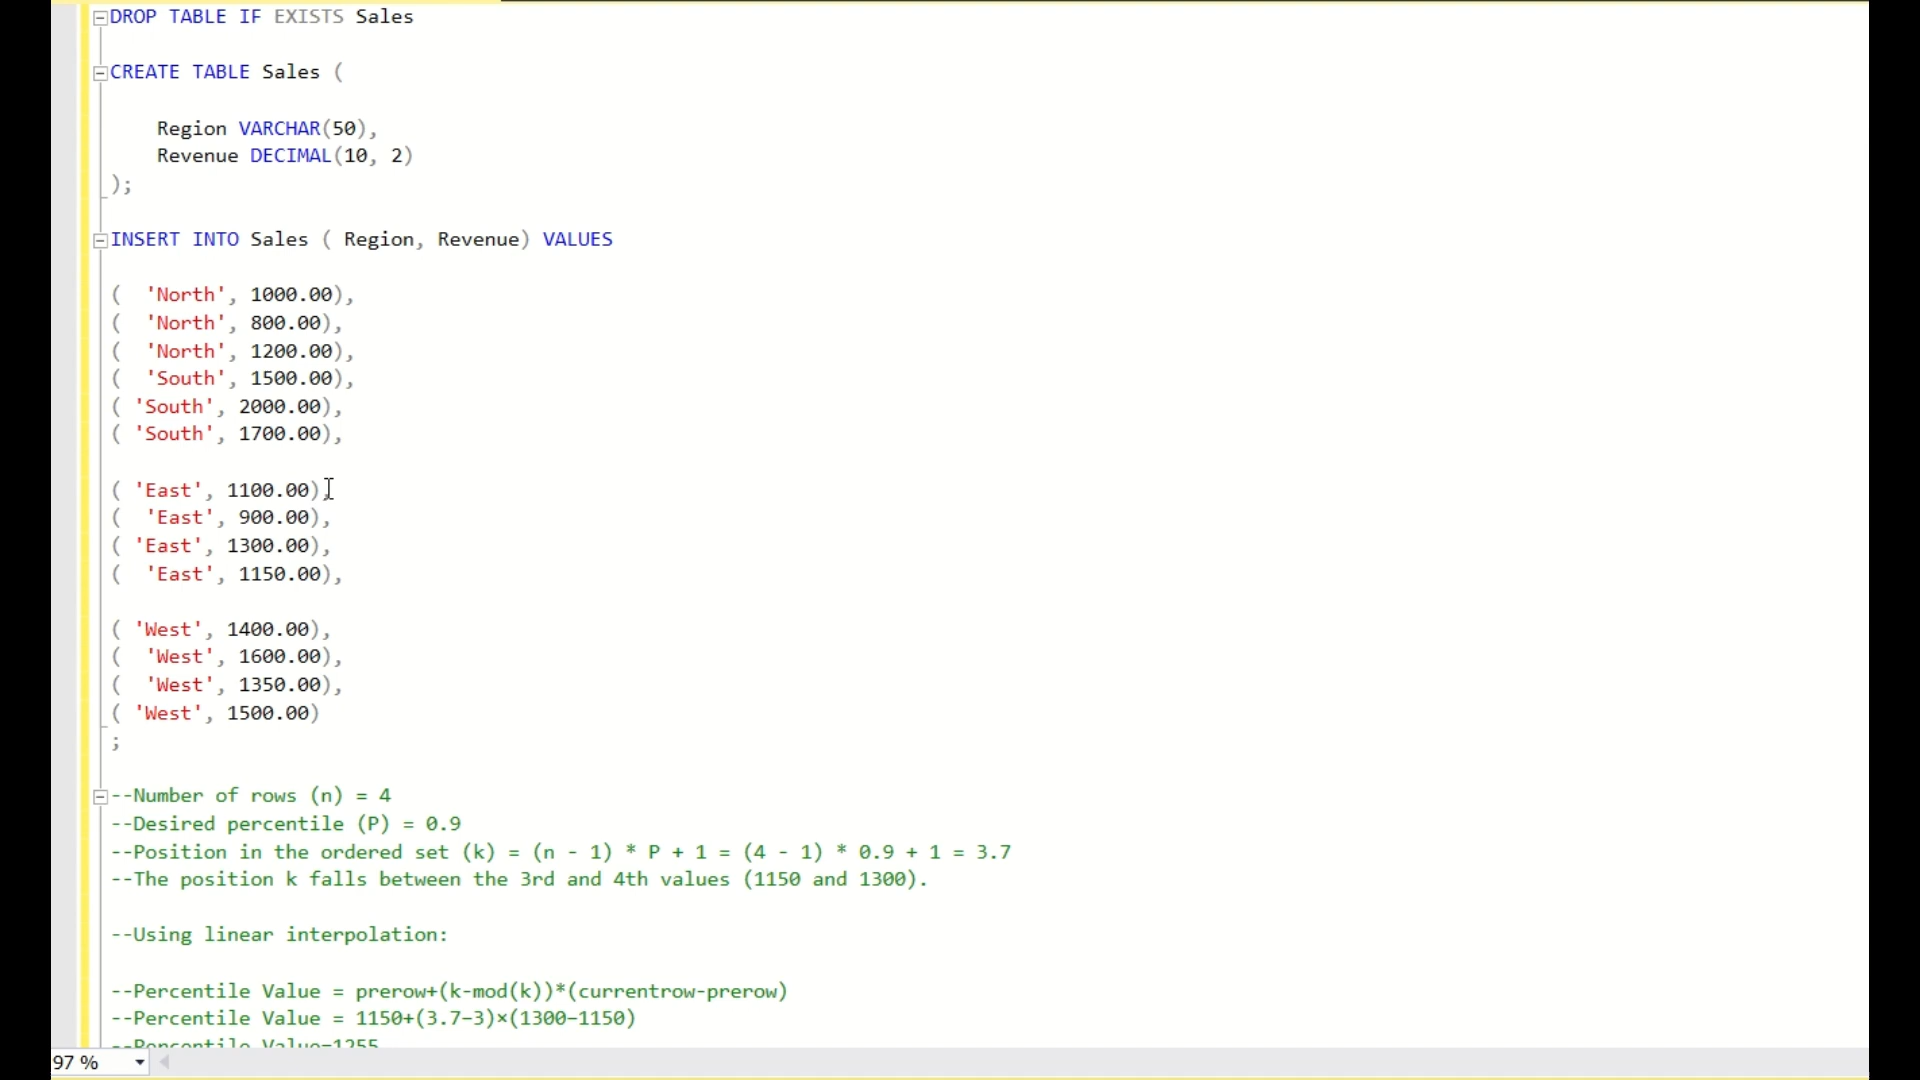 DROP TABLE IF EXISTS Sales
CREATE TABLE Sales (
Region VARCHAR(50),
Revenue DECIMAL(10, 2)
);
INSERT INTO Sales ( Region, Revenue) VALUES
(  'North', 1000.00),
(  'North', 800.00),
(  'North', 1200.00),
(  'South', 1500.00),
( 'South', 2000.00),
( 'South', 1700.00),
( 'East', 1100.00),
(  'East', 900.00),
( 'East', 1300.00),
(  'East', 1150.00),
( 'West', 1400.00),
(  'West', 1600.00),
(  'West', 1350.00),
( 'West', 1500.00)
;
--Number of rows (n) = 4
--Desired percentile (P) = 0.9
--Position in the ordered set (k) = (n - 1) * P + 1 = (4 - 1) * 0.9 + 1 = 3.7
--The position k falls between the 3rd and 4th values (1150 and 1300).
--Using linear interpolation:
--Percentile Value = prerow+(k-mod(k))*(currentrow-prerow)
--Percentile Value = 1150+(3.7−3)×(1300−1150)
--Percentile Value=1255
97 %